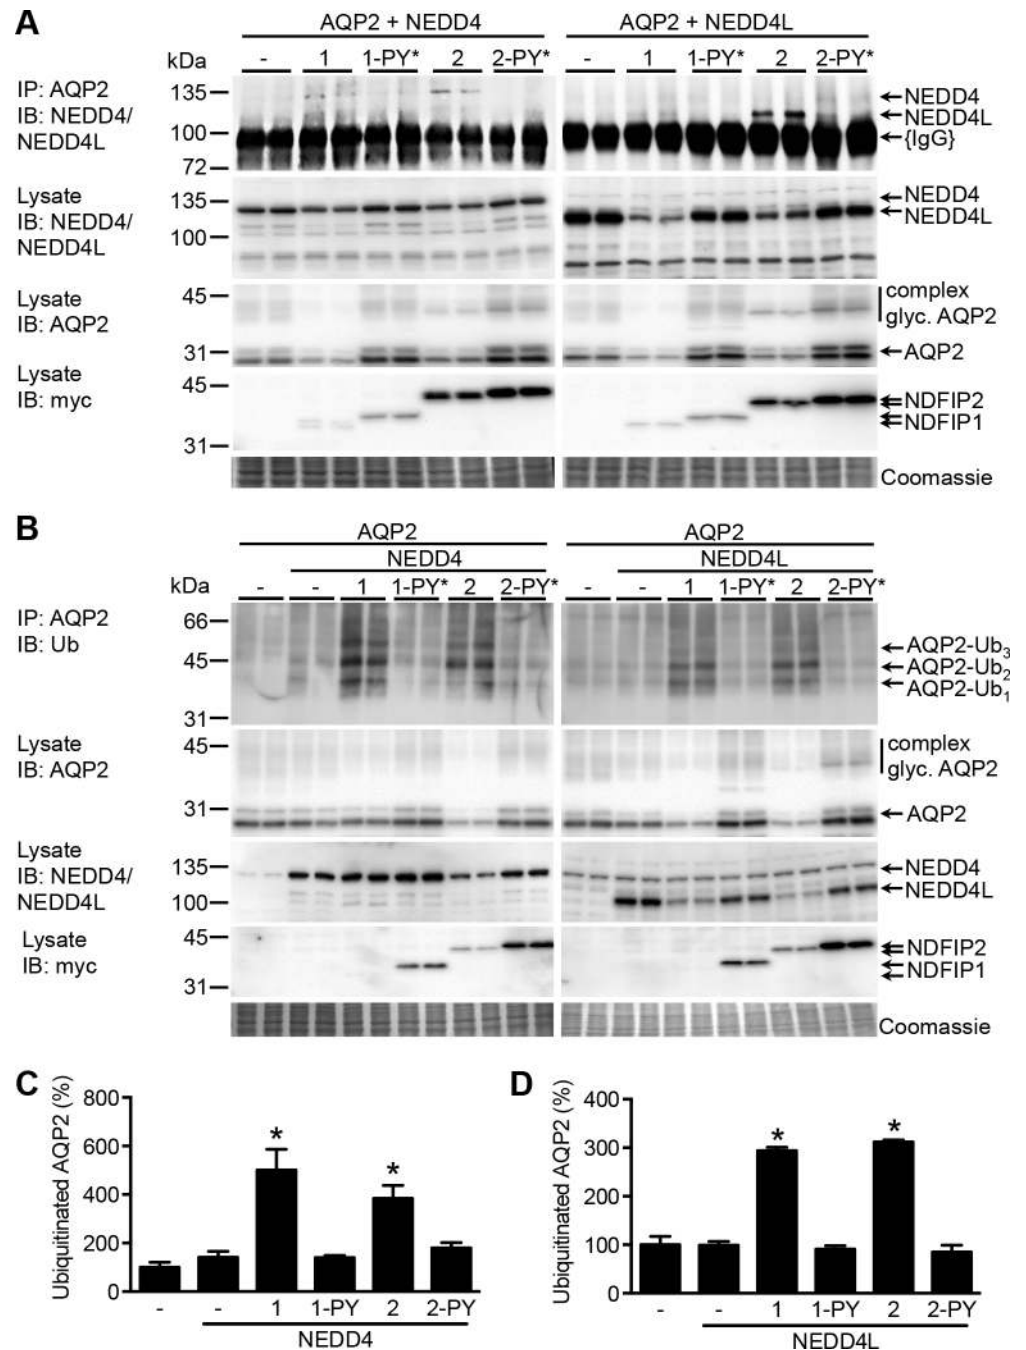 A
AQP2 + NEDD4
AQP2 + NEDD4L
kDa
- 1 1-PY* 2 2-PY*
- 1 1-PY* 2 2-PY*
IP: AQP2
IB: NEDD4/
NEDD4L
135
100
72
NEDD4
NEDD4L
{IgG}
Lysate
IB: NEDD4/
NEDD4L
135
100
NEDD4
NEDD4L
Lysate
IB: AQP2
45
31
complex
glyc. AQP2
AQP2
Lysate
IB: myc
45
31
NDFIP2
NDFIP1
Coomassie
B
AQP2
AQP2
NEDD4
NEDD4L
kDa
- - 1 1-PY* 2 2-PY*
- - 1 1-PY* 2 2-PY*
IP: AQP2
IB: Ub
66
45
31
AQP2-Ub3
AQP2-Ub2
AQP2-Ub1
Lysate
IB: AQP2
45
31
complex
glyc. AQP2
AQP2
Lysate
IB: NEDD4/
NEDD4L
135
100
NEDD4
NEDD4L
Lysate
IB: myc
45
31
NDFIP2
NDFIP1
Coomassie
C
Ubiquitinated AQP2 (%)
800
600
400
200
0
* *
- - 1 1-PY 2 2-PY
NEDD4
D
Ubiquitinated AQP2 (%)
400
300
200
100
0
* *
- - 1 1-PY 2 2-PY
NEDD4L